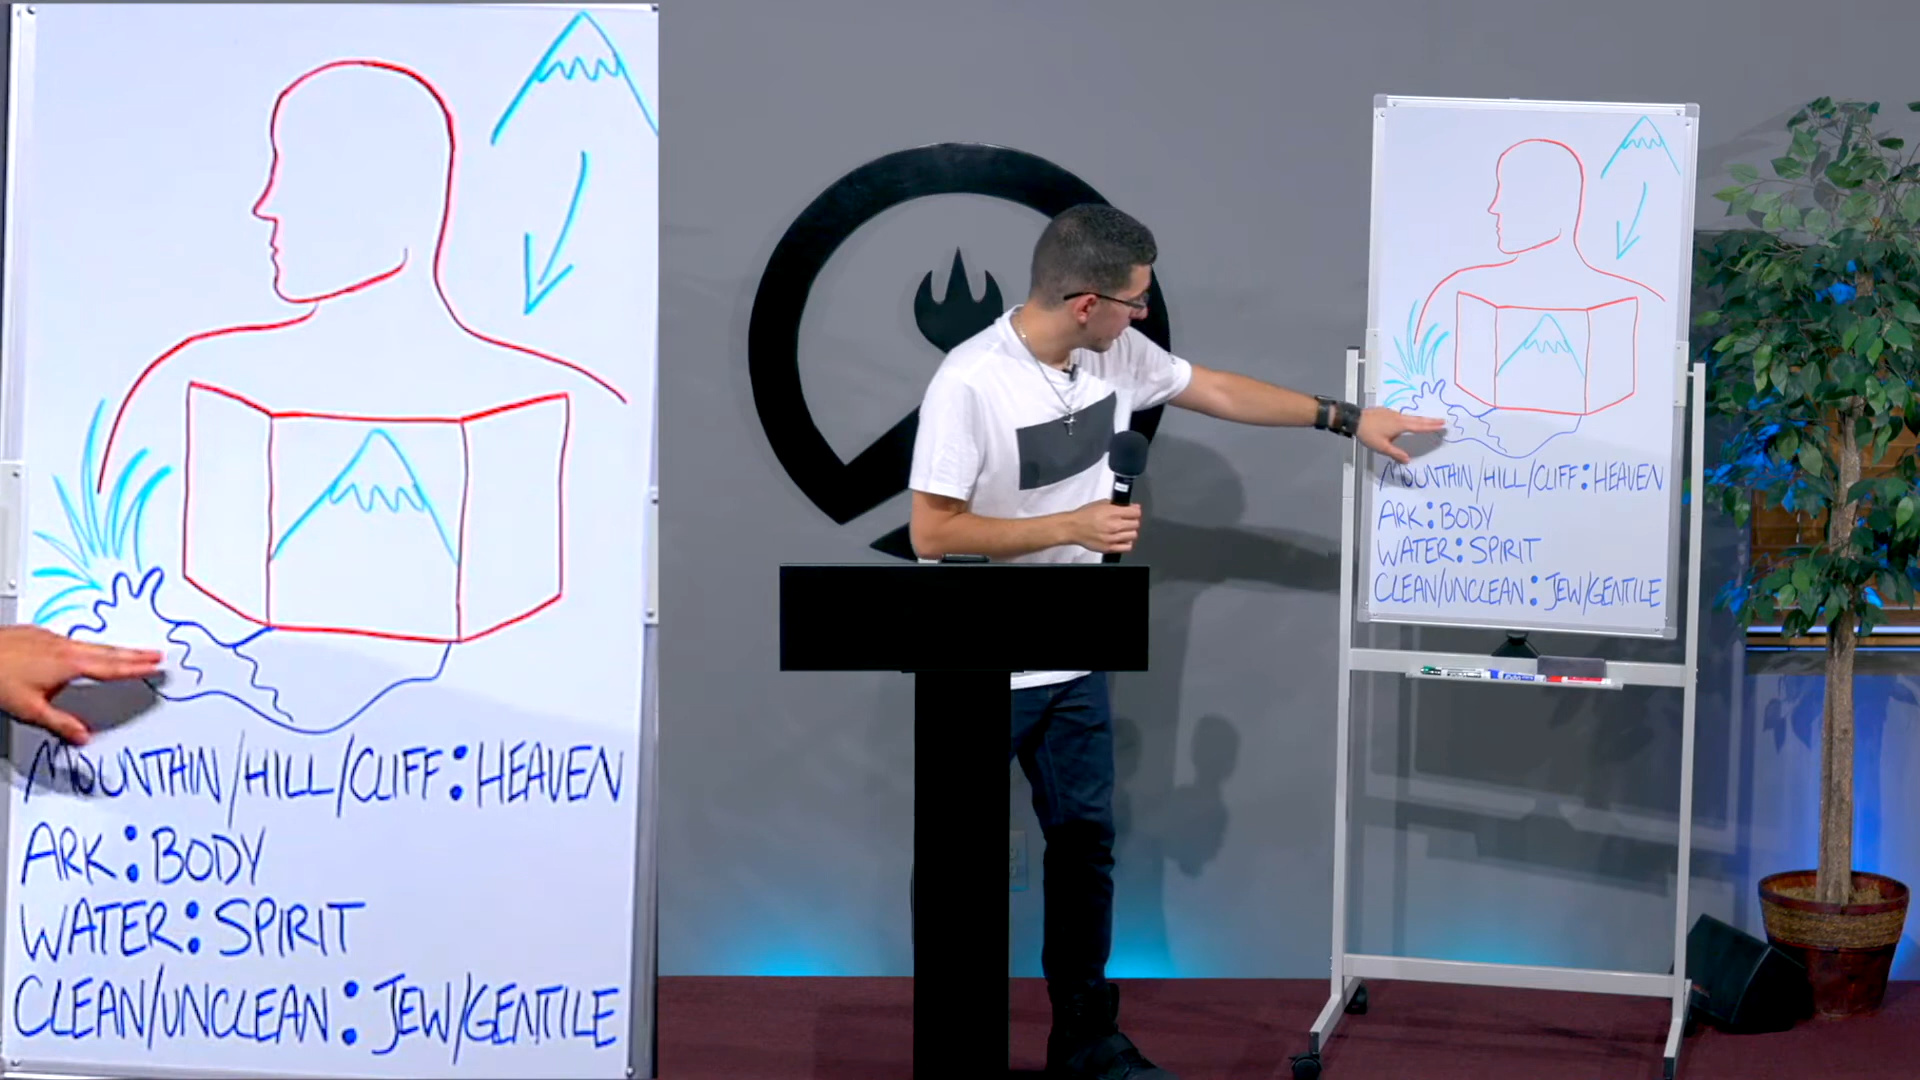 MOUNTAIN/HILL/CLIFF:HEAVEN
ARK:BODY
WATER:SPIRIT
CLEAN/UNCLEAN:JEW/GENTILE
MOUNTAIN/HILL/CLIFF:HEAVEN
ARK:BODY
WATER:SPIRIT
CLEAN/UNCLEAN:JEW/GENTILE